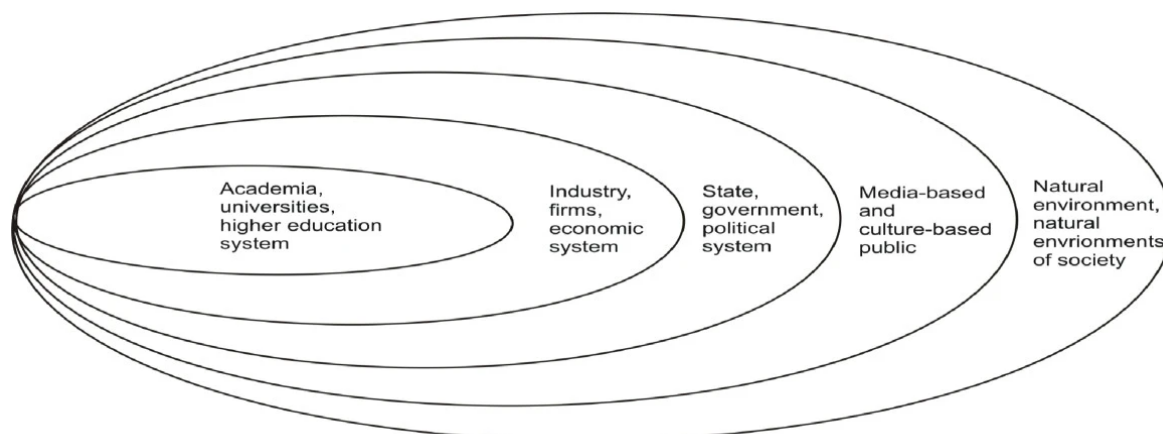 Academia,
universities,
higher education
system
Industry,
firms,
economic
system
State,
government,
political
system
Media-based
and
culture-based
public
Natural
environment,
natural
envrionments
of society